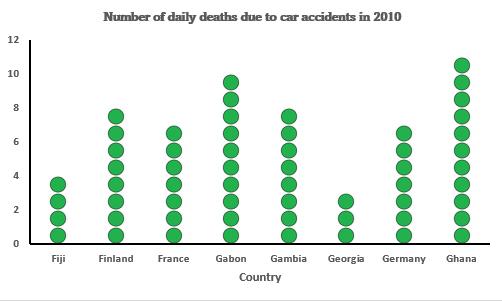 Number of daily deaths due to car accidents in 2010
12
10
8
6
4
2
0
Fiji Finland France Gabon Gambia Georgia Germany Ghana
Country